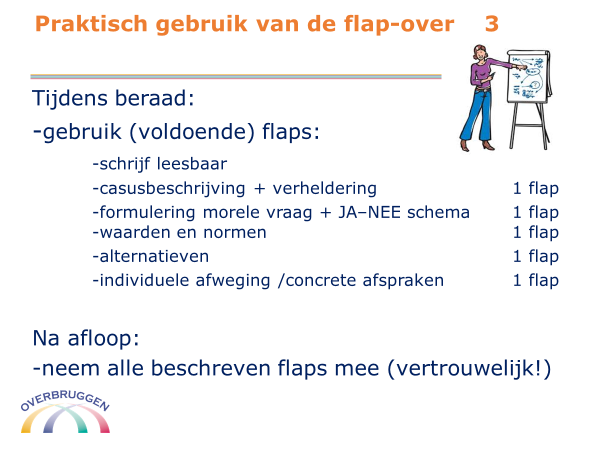 Praktisch gebruik van de flap-over 3
Tijdens beraad:
-gebruik (voldoende) flaps:
-schrijf leesbaar
-casusbeschrijving + verheldering 1 flap
-formulering morele vraag + JA–NEE schema 1 flap
-waarden en normen 1 flap
-alternatieven 1 flap
-individuele afweging /concrete afspraken 1 flap
Na afloop:
-neem alle beschreven flaps mee (vertrouwelijk!)
OVERBRUGGEN